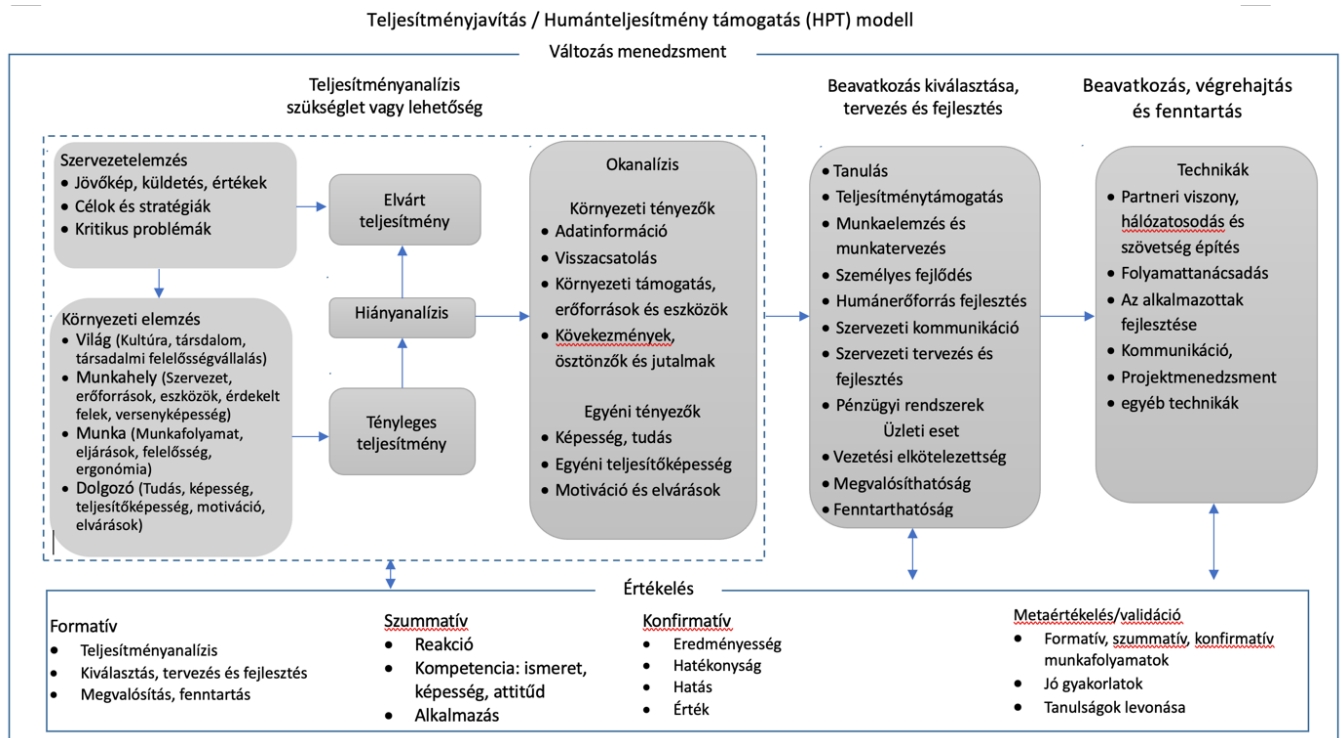 Teljesítményjavítás / Humánteljesítmény támogatás (HPT) modell
Változás menedzsment
Teljesítményanalízis
szükséglet vagy lehetőség
Szervezetelemzés
• Jövőkép, küldetés, értékek
• Célok és stratégiák
• Kritikus problémák
Környezeti elemzés
• Világ (Kultúra, társdalom,
társadalmi felelősségvállalás)
• Munkahely (Szervezet,
erőforrások, eszközök, érdekelt
felek, versenyképesség)
• Munka (Munkafolyamat,
eljárások, felelősség,
ergonómia)
• Dolgozó (Tudás, képesség,
teljesítőképesség, motiváció,
elvárások)
Elvárt
teljesítmény
Hiányanalízis
Tényleges
teljesítmény
Okanalízis
Környezeti tényezők
• Adatinformáció
• Visszacsatolás
• Környezeti támogatás,
erőforrások és eszközök
• Kövekezmények,
ösztönzők és jutalmak
Egyéni tényezők
• Képesség, tudás
• Egyéni teljesítőképesség
• Motiváció és elvárások
Beavatkozás kiválasztása,
tervezés és fejlesztés
• Tanulás
• Teljesítménytámogatás
• Munkaelemzés és
munkatervezés
• Személyes fejlődés
• Humánerőforrás fejlesztés
• Szervezeti kommunikáció
• Szervezeti tervezés és
fejlesztés
• Pénzügyi rendszerek
Üzleti eset
• Vezetési elkötelezettség
• Megvalósíthatóság
• Fenntarthatóság
Beavatkozás, végrehajtás
és fenntartás
Technikák
• Partneri viszony,
hálózatosodás és
szövetség építés
• Folyamattanácsadás
• Az alkalmazottak
fejlesztése
• Kommunikáció,
• Projektmenedzsment
• egyéb technikák
Értékelés
Formatív
• Teljesítményanalízis
• Kiválasztás, tervezés és fejlesztés
• Megvalósítás, fenntartás
Szummatív
• Reakció
• Kompetencia: ismeret,
képesség, attitűd
• Alkalmazás
Konfirmatív
• Eredményesség
• Hatékonyság
• Hatás
• Érték
Metaértékelés/validáció
• Formatív, szummatív, konfirmatív
munkafolyamatok
• Jó gyakorlatok
• Tanulságok levonása